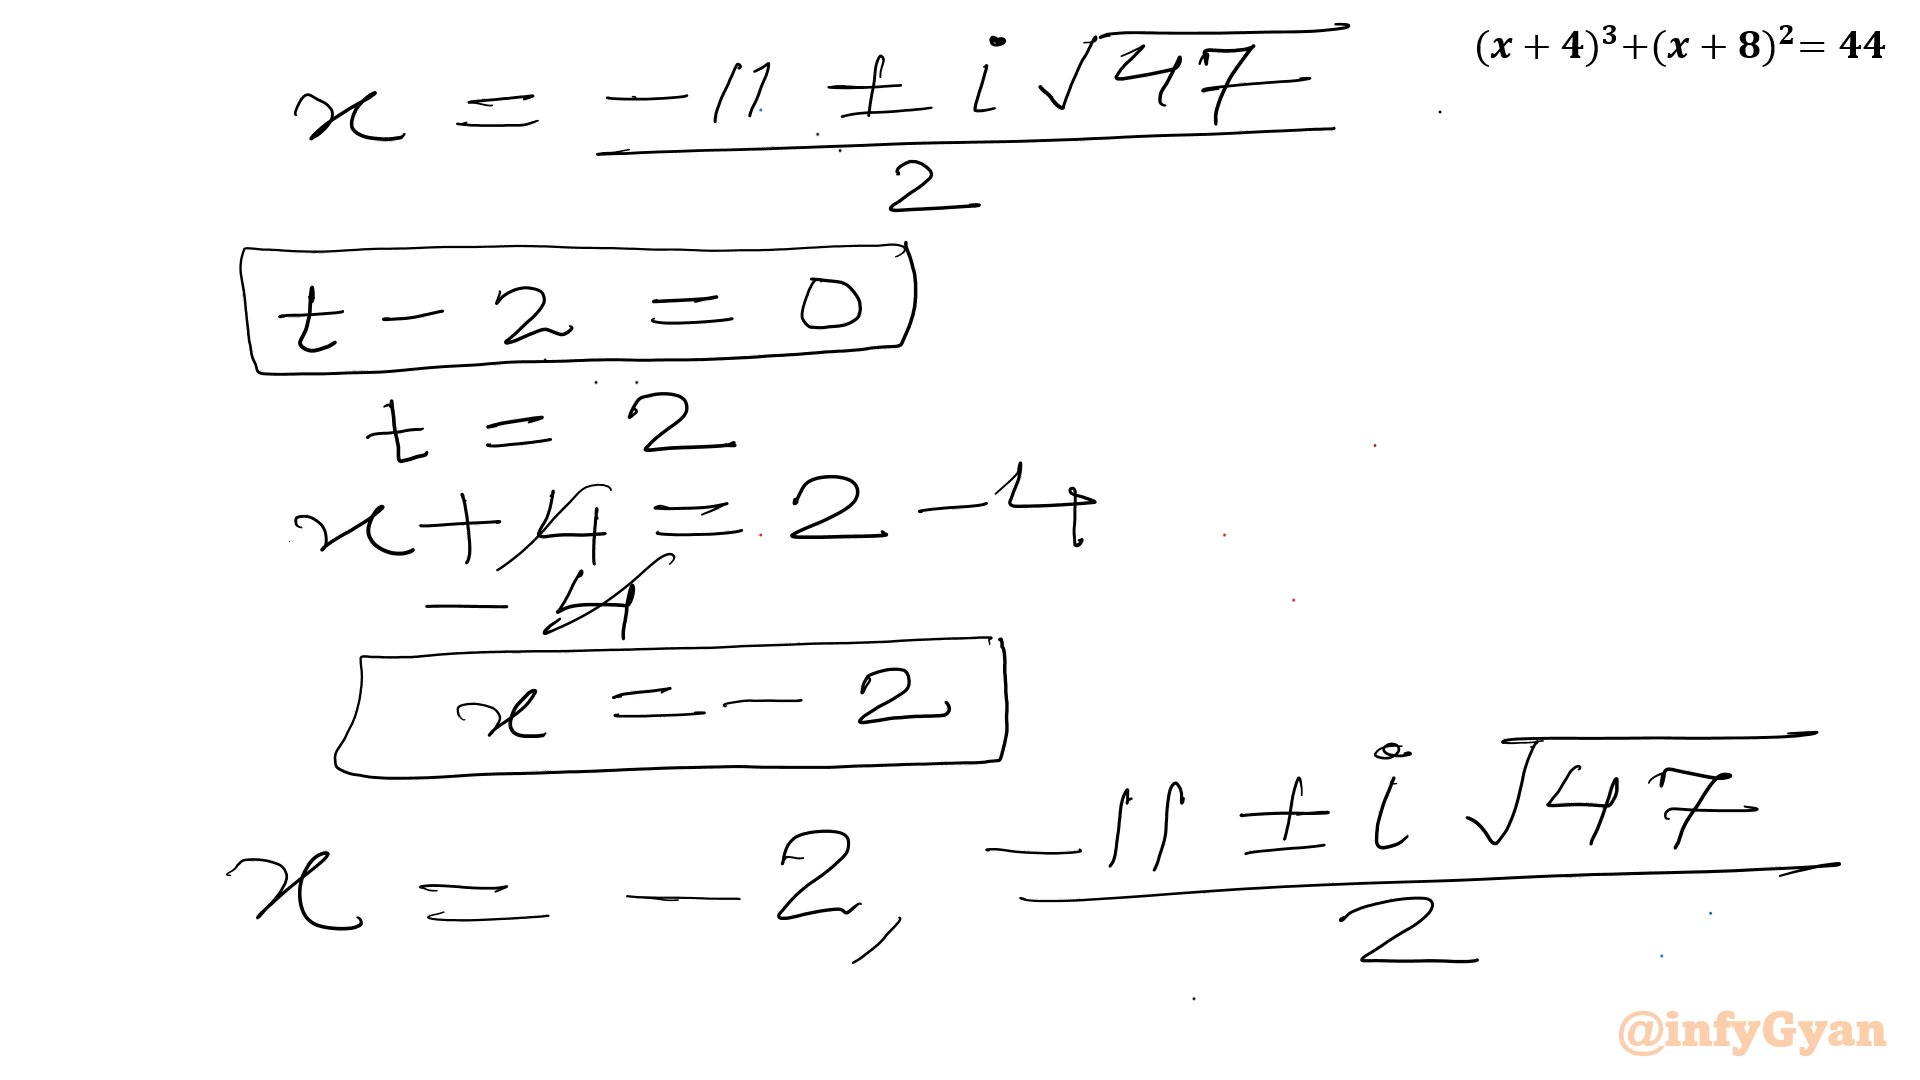 (x + 4)³+(x + 8)²= 44
x = (-11 ± i√47)/2
t - 2 = 0
t = 2
x + 4 = 2 - 4
- 4
x = - 2
x = - 2, (-11 ± i√47)/2
@infyGyan